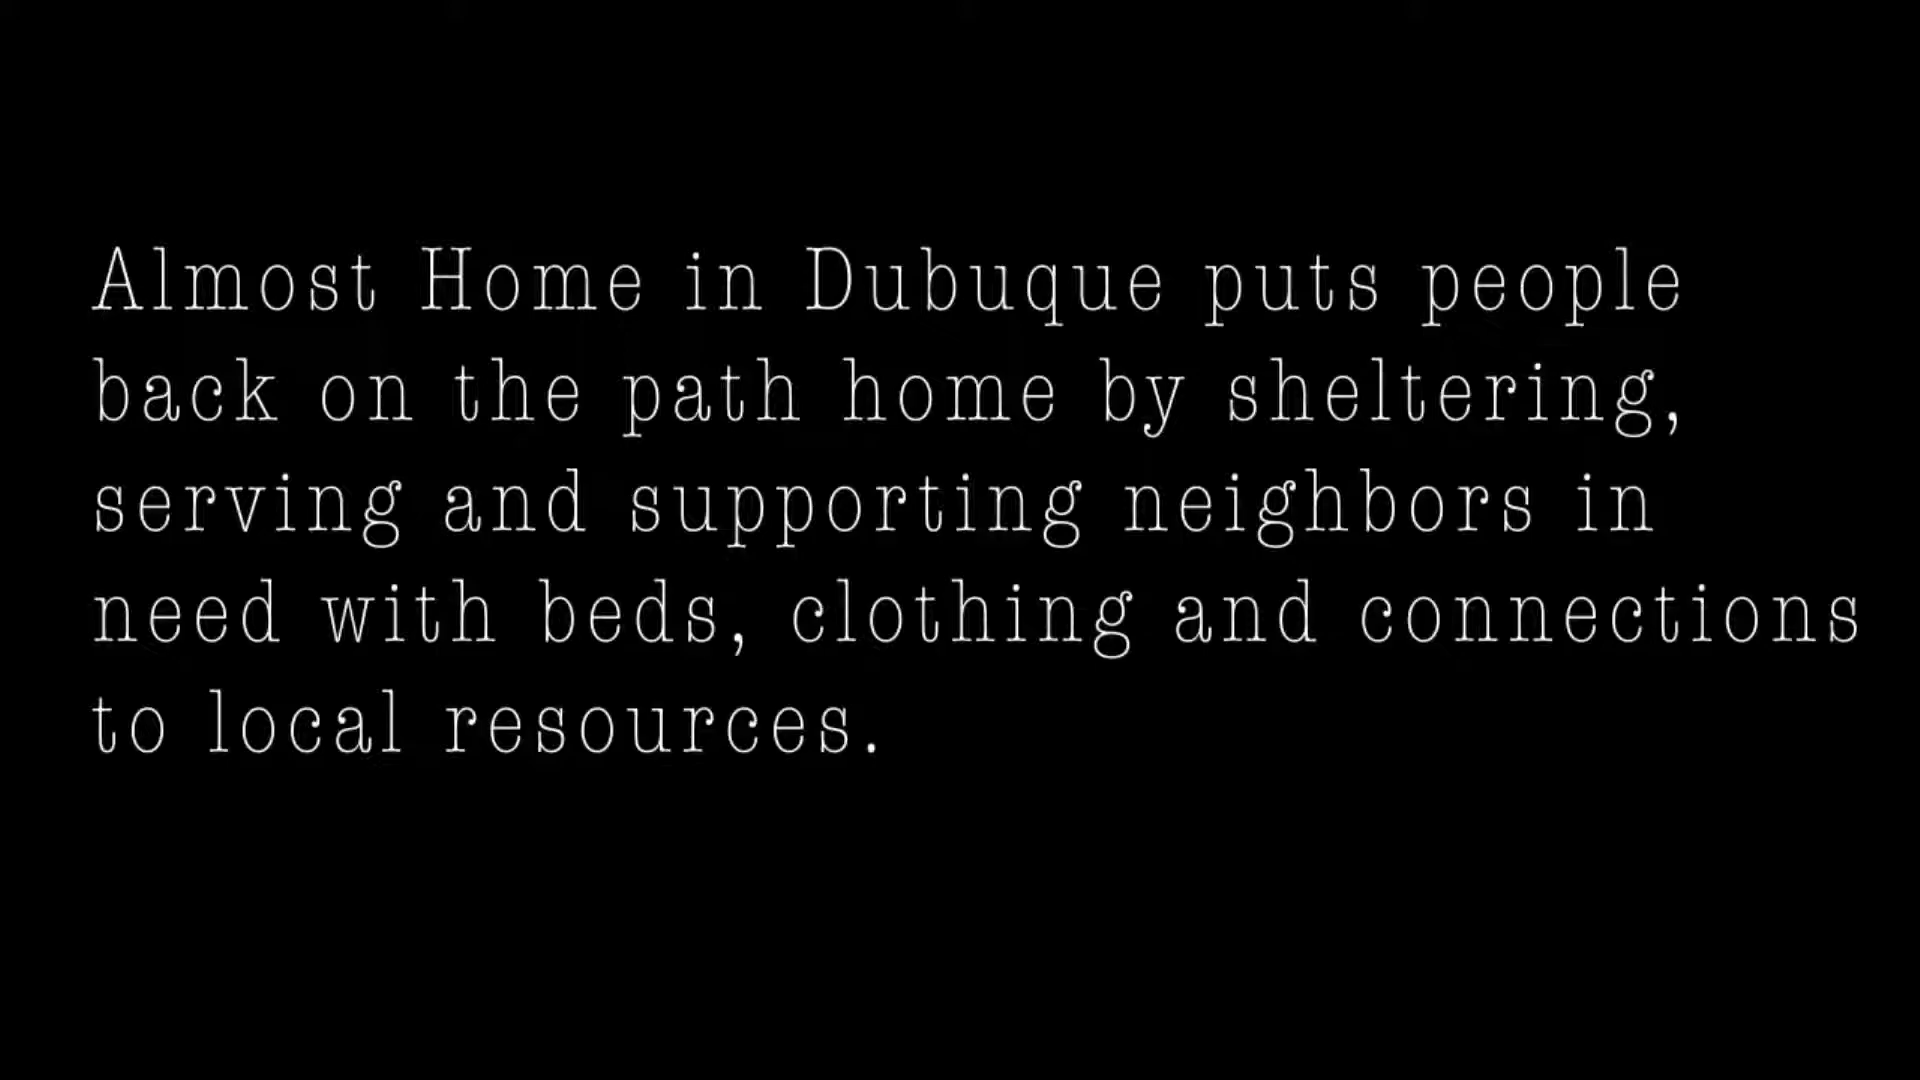 Almost Home in Dubuque puts people
back on the path home by sheltering,
serving and supporting neighbors in
need with beds, clothing and connections
to local resources.